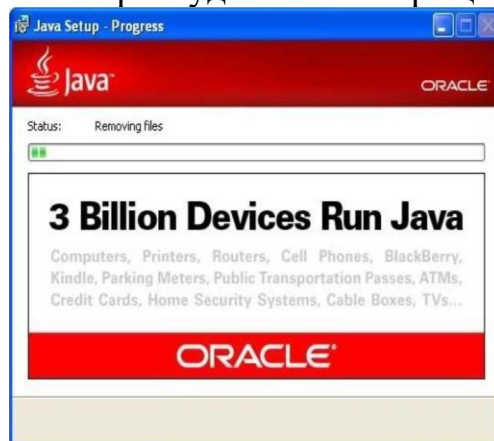 Java Setup - Progress
Java™
ORACLE®
Status: Removing files
3 Billion Devices Run Java
Computers, Printers, Routers, Cell Phones, BlackBerry,
Kindle, Parking Meters, Public Transportation Passes, ATMs,
Credit Cards, Home Security Systems, Cable Boxes, TVs...
ORACLE®